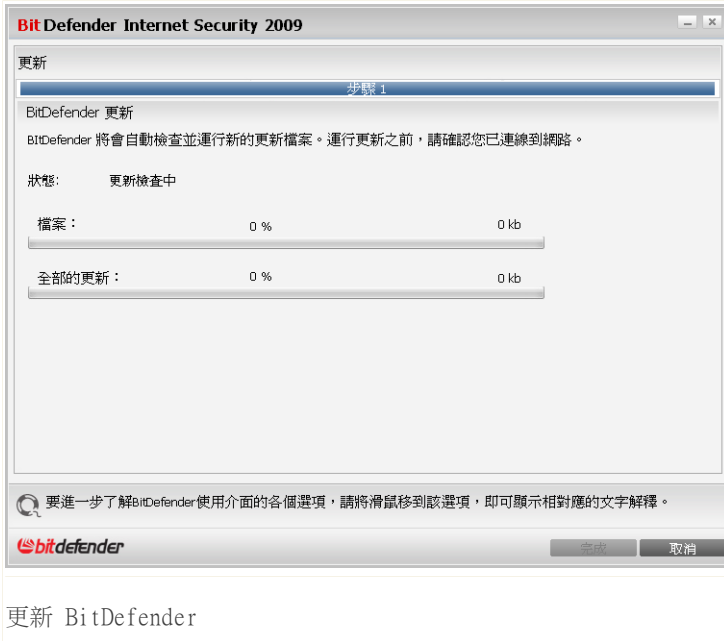 BitDefender Internet Security 2009
更新
步驟 1
BitDefender 更新
BItDefender 將會自動檢查並運行新的更新檔案。運行更新之前，請確認您已連線到網路。
狀態: 更新檢查中
檔案： 0 % 0 kb
全部的更新： 0 % 0 kb
要進一步了解BitDefender使用介面的各個選項，請將滑鼠移到該選項，即可顯示相對應的文字解釋。
bitdefender 完成 取消
更新 BitDefender